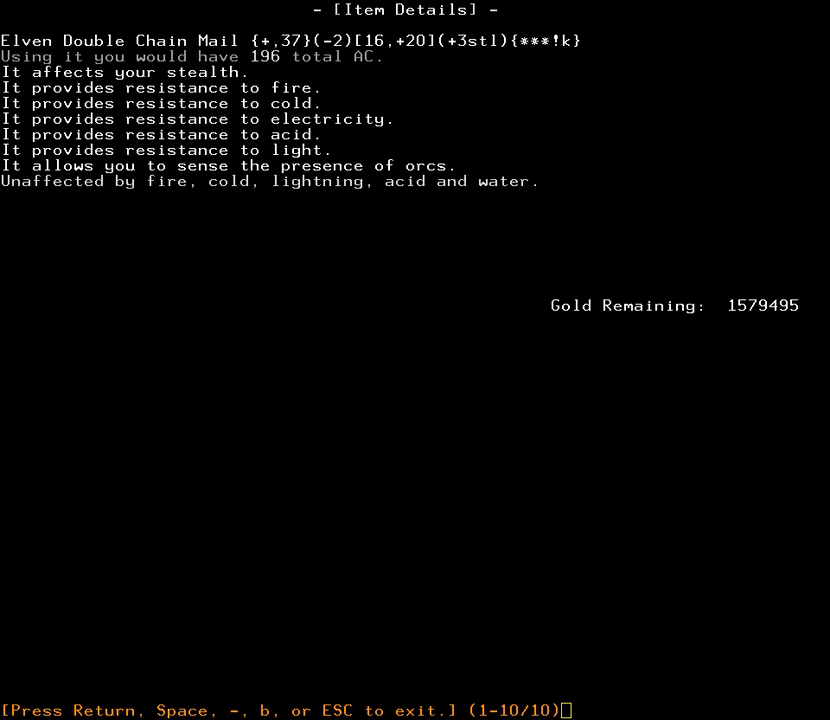 - [Item Details] -
Elven Double Chain Mail {+,37}(-2)[16,+20](+3stl){***!k}
Using it you would have 196 total AC.
It affects your stealth.
It provides resistance to fire.
It provides resistance to cold.
It provides resistance to electricity.
It provides resistance to acid.
It provides resistance to light.
It allows you to sense the presence of orcs.
Unaffected by fire, cold, lightning, acid and water.
Gold Remaining:  1579495
[Press Return, Space, -, b, or ESC to exit.] (1-10/10)